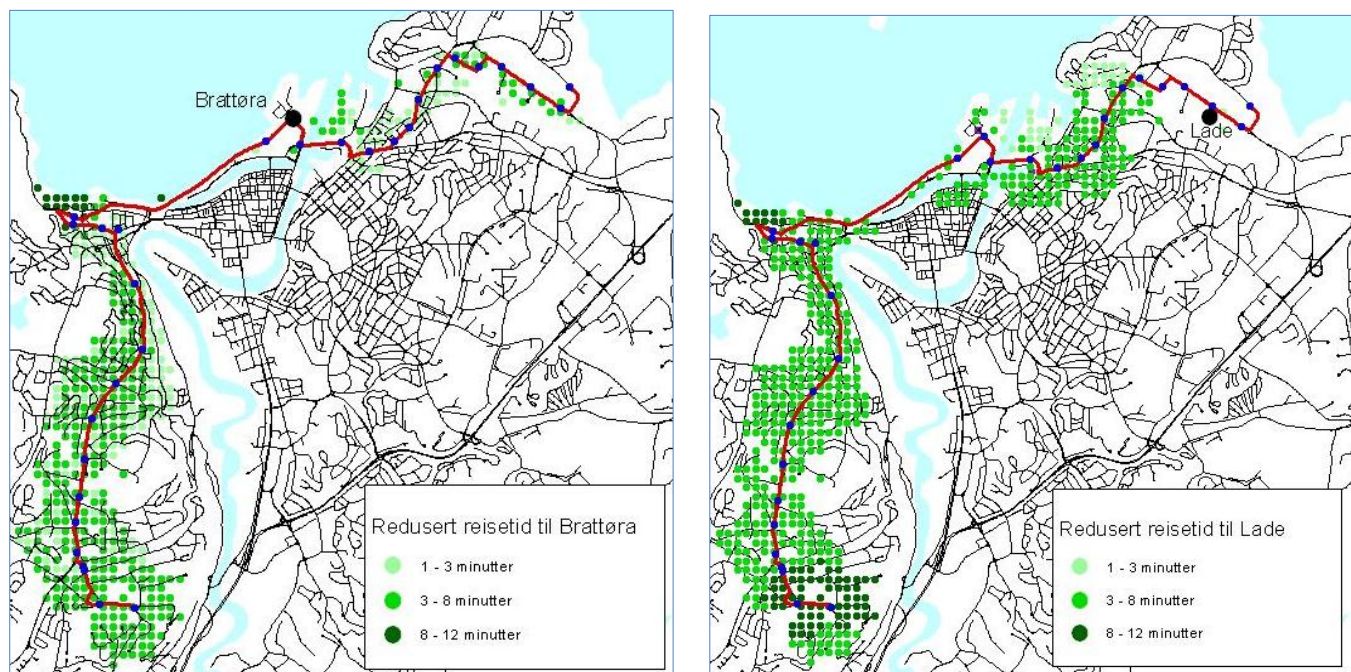 Brattøra
Redusert reisetid til Brattøra
1 - 3 minutter
3 - 8 minutter
8 - 12 minutter
Lade
Redusert reisetid til Lade
1 - 3 minutter
3 - 8 minutter
8 - 12 minutter